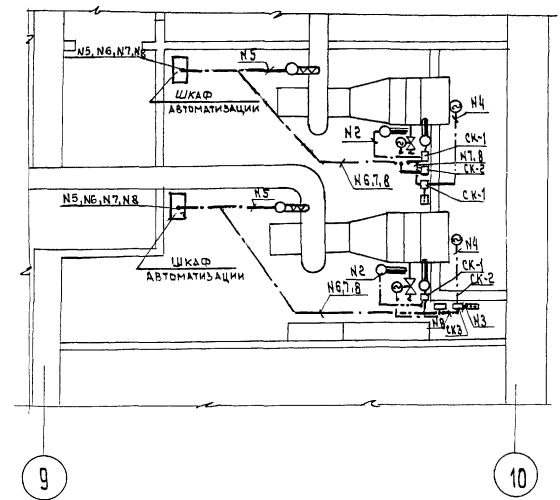 N5, N6, N7, N8
N5
ШКАФ
АВТОМАТИЗАЦИИ
N4
N2
СК-1
N7,8
СК-2
N6,7,8
СК-1
N5, N6, N7, N8
N5
ШКАФ
АВТОМАТИЗАЦИИ
N4
N2
СК-1
СК-2
N6,7,8
N8
СК3
N3
9
10